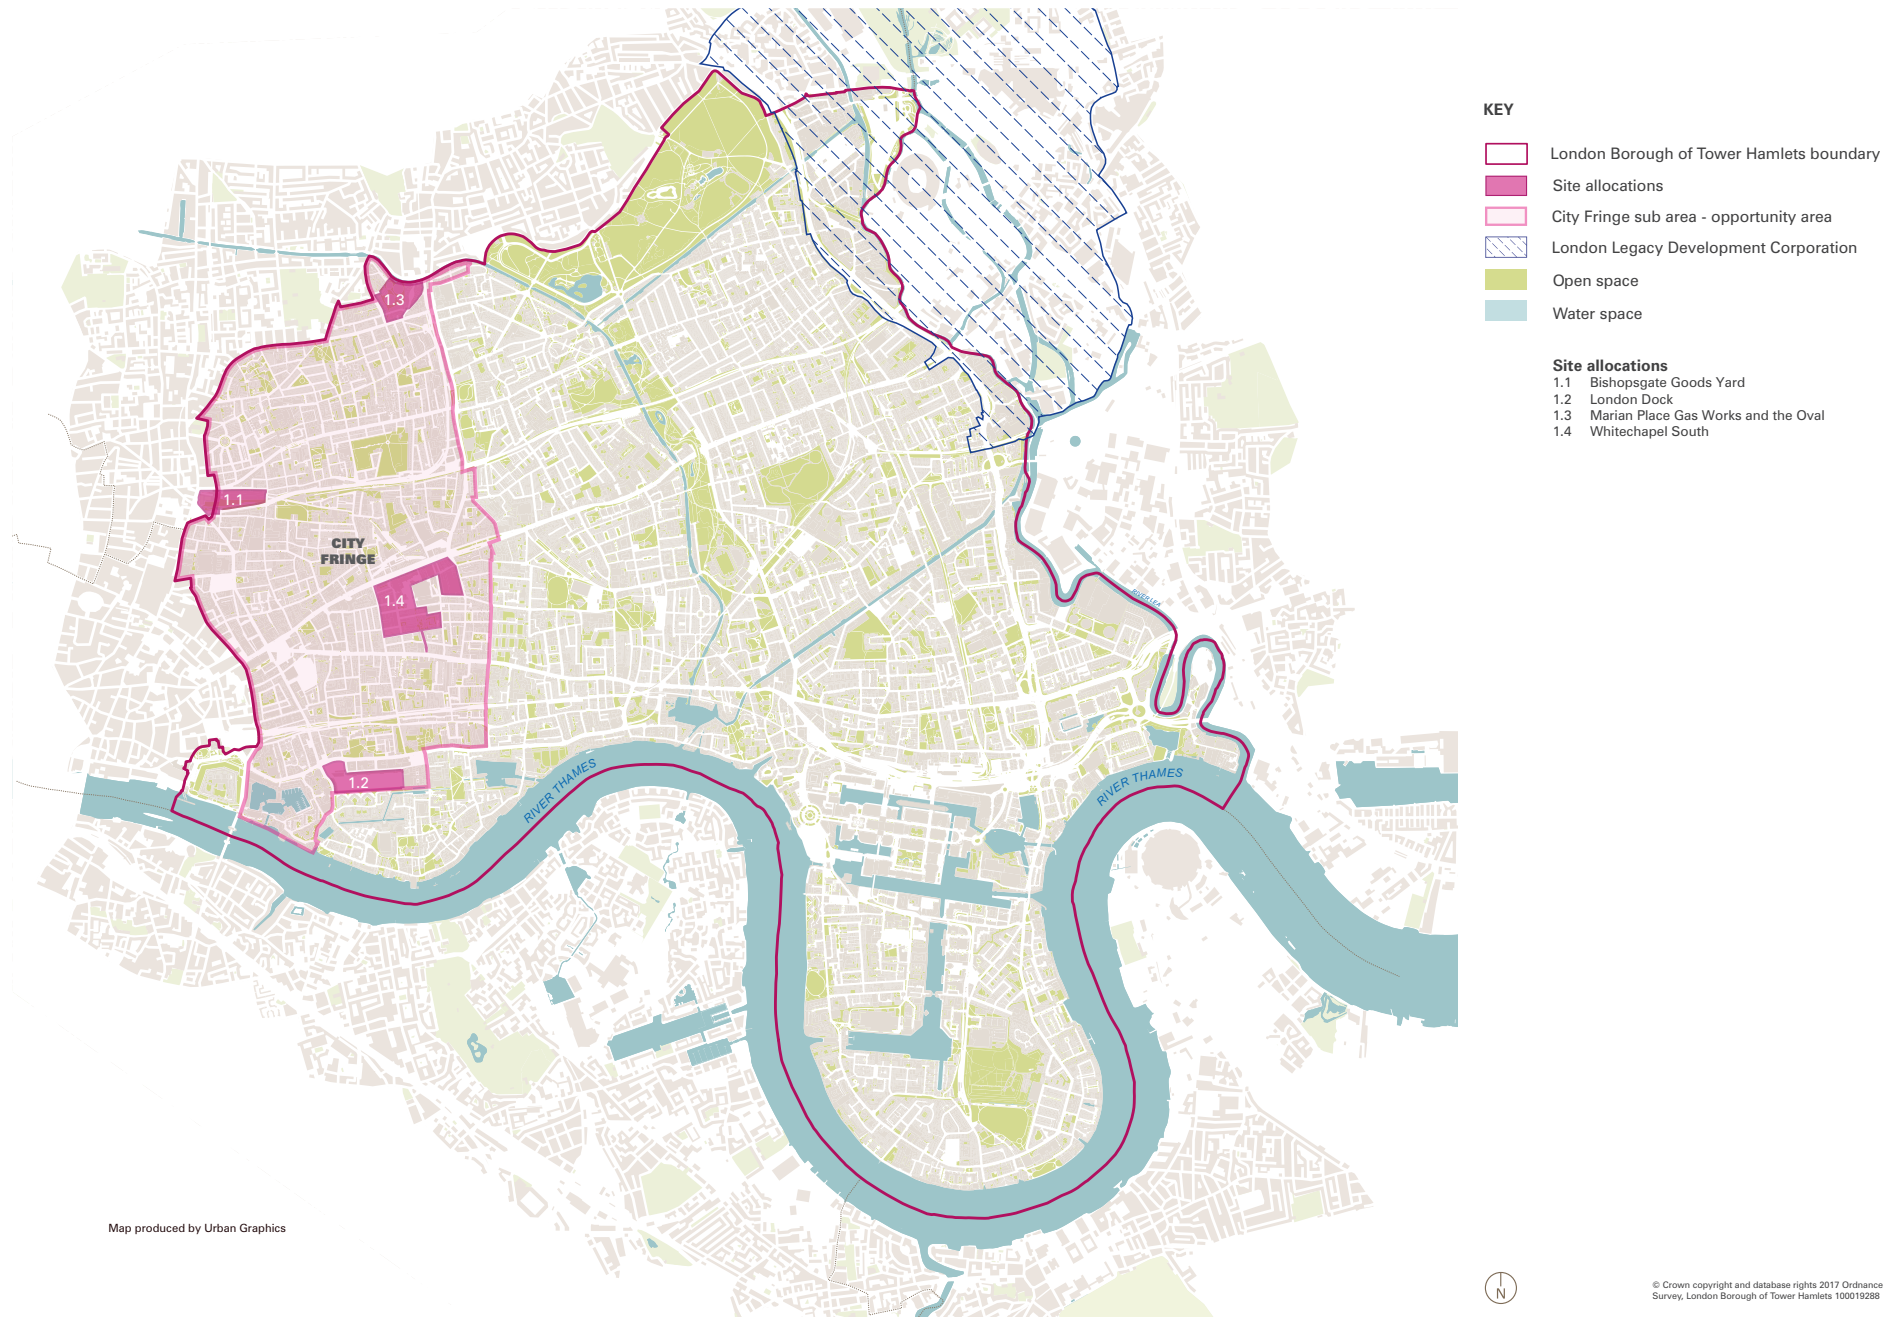 KEY
London Borough of Tower Hamlets boundary
Site allocations
City Fringe sub area - opportunity area
London Legacy Development Corporation
Open space
Water space
Site allocations
1.1 Bishopsgate Goods Yard
1.2 London Dock
1.3 Marian Place Gas Works and the Oval
1.4 Whitechapel South
1.3
1.1
CITY
FRINGE
1.4
1.2
RIVER LEA
RIVER THAMES
RIVER THAMES
Map produced by Urban Graphics
N
© Crown copyright and database rights 2017 Ordnance
Survey, London Borough of Tower Hamlets 100019288